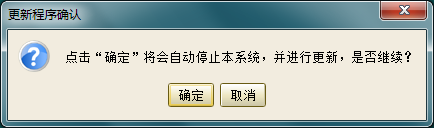 更新程序确认
点击“确定”将会自动停止本系统，并进行更新，是否继续？
确定 取消